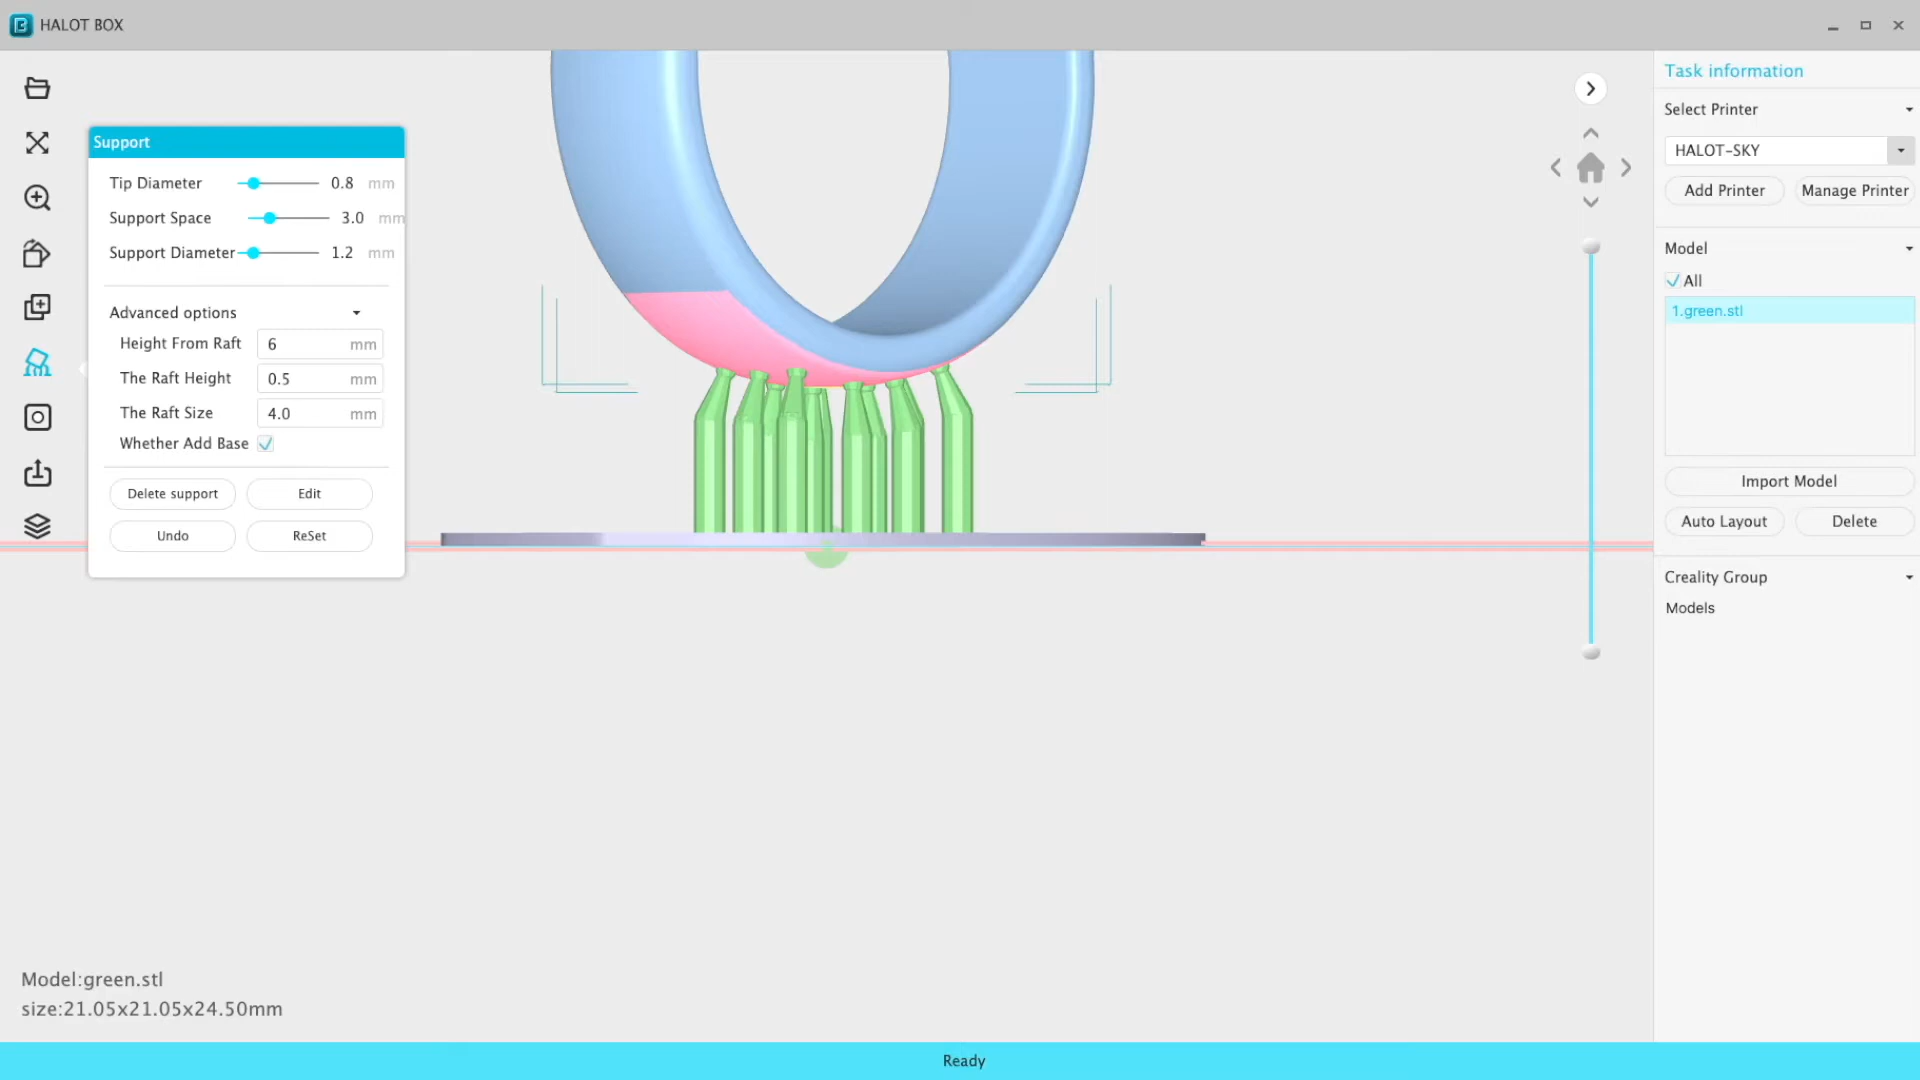 HALOT BOX
Support
Tip Diameter 0.8 mm
Support Space 3.0 mm
Support Diameter 1.2 mm
Advanced options
Height From Raft 6 mm
The Raft Height 0.5 mm
The Raft Size 4.0 mm
Whether Add Base
Delete support Edit
Undo ReSet
Task information
Select Printer
HALOT-SKY
Add Printer Manage Printer
Model
All
1.green.stl
Import Model
Auto Layout Delete
Creality Group
Models
Model:green.stl
size:21.05x21.05x24.50mm
Ready